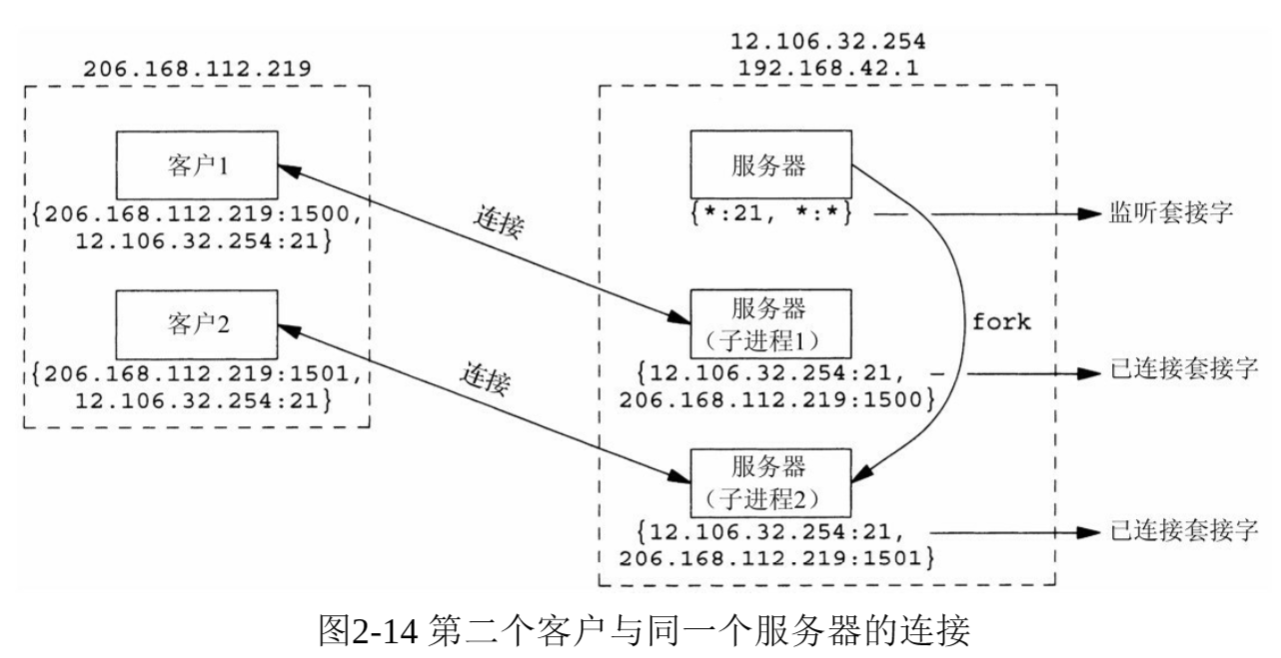 206.168.112.219
客户1
{206.168.112.219:1500,
12.106.32.254:21}
客户2
{206.168.112.219:1501,
12.106.32.254:21}
连接
连接
12.106.32.254
192.168.42.1
服务器
{*:21, *:*}
监听套接字
fork
服务器
（子进程1）
{12.106.32.254:21,
206.168.112.219:1500}
已连接套接字
服务器
（子进程2）
{12.106.32.254:21,
206.168.112.219:1501}
已连接套接字
图2-14 第二个客户与同一个服务器的连接